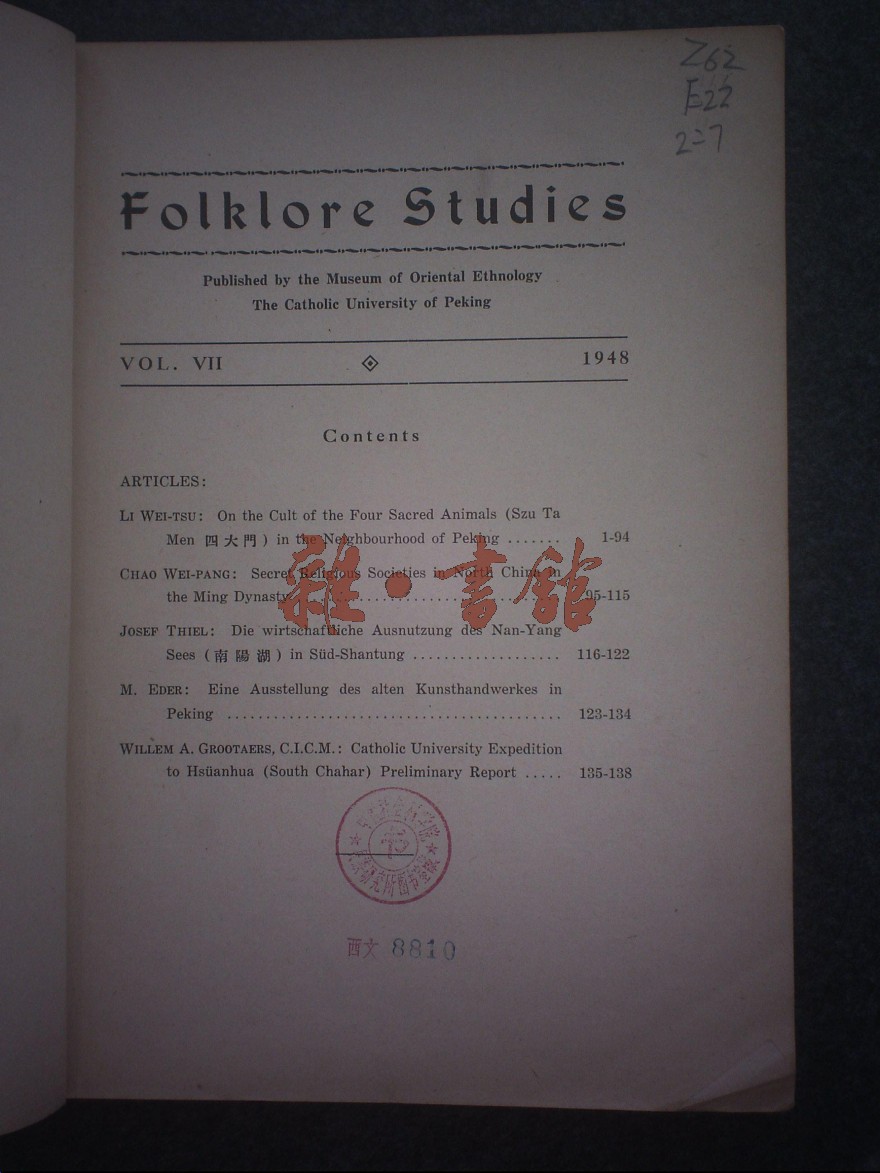 Z62
E22
2=7
Folklore Studies
Published by the Museum of Oriental Ethnology
The Catholic University of Peking
VOL. VII 1948
Contents
ARTICLES:
LI WEI-TSU: On the Cult of the Four Sacred Animals (Szu Ta
Men 四大門) in the Neighbourhood of Peking ....... 1-94
CHAO WEI-PANG: Secret Religious Societies in North China in
the Ming Dynasty ................................ 95-115
JOSEF THIEL: Die wirtschaftliche Ausnutzung des Nan-Yang
Sees (南陽湖) in Süd-Shantung ................... 116-122
M. EDER: Eine Ausstellung des alten Kunsthandwerkes in
Peking ........................................... 123-134
WILLEM A. GROOTAERS, C.I.C.M.: Catholic University Expedition
to Hsüanhua (South Chahar) Preliminary Report ..... 135-138
雜·書館
西文 8810